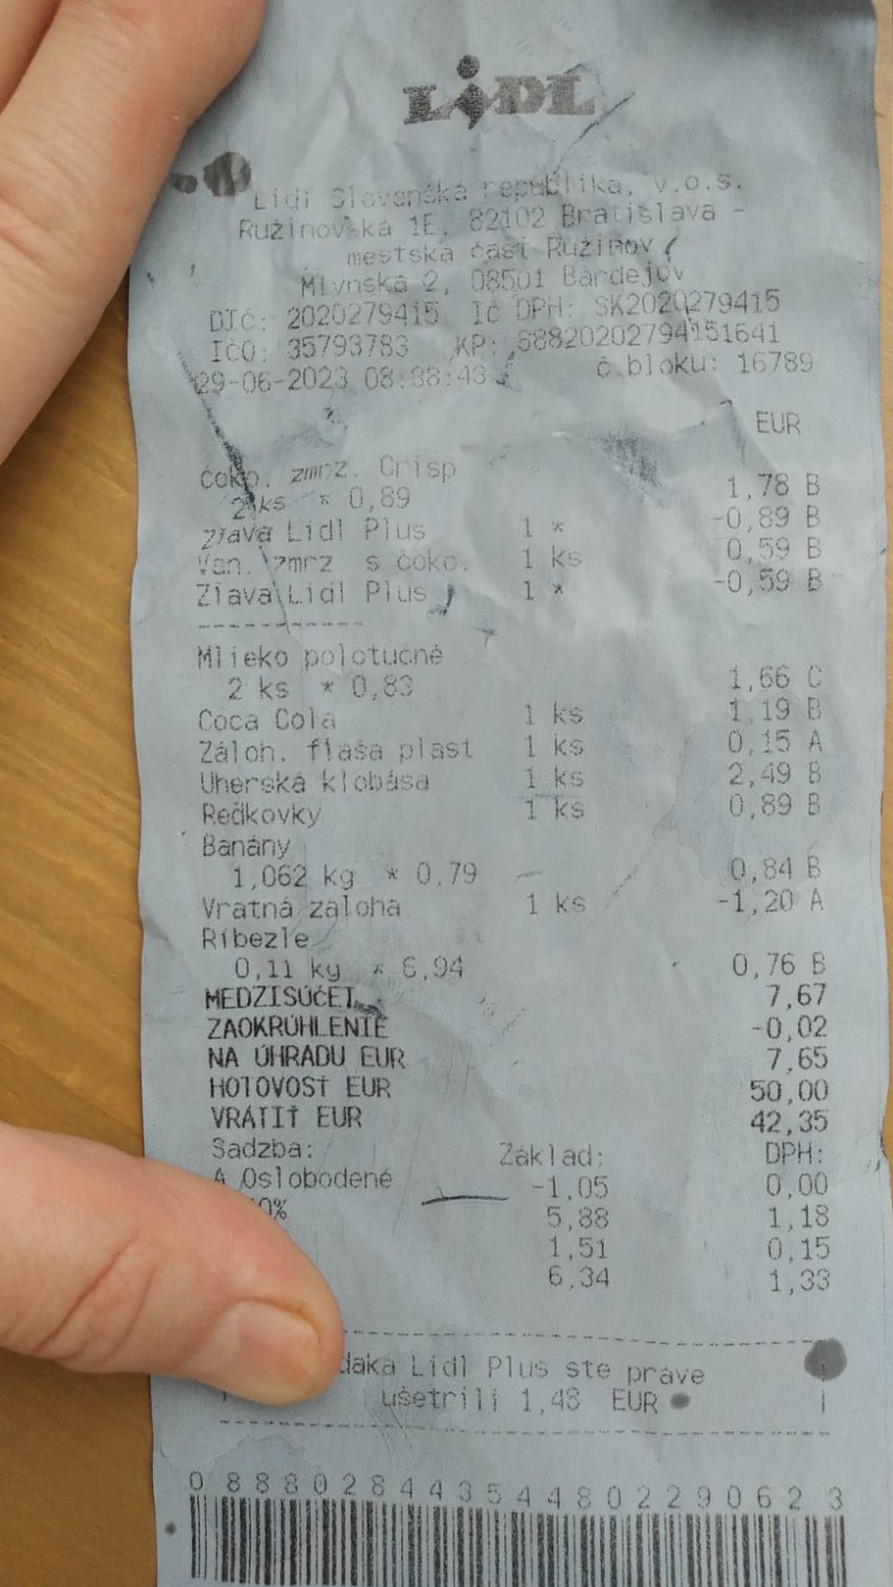 LIDL
Lidl Slovenská republika, v.o.s.
Ružinovská 1E, 82102 Bratislava -
mestská časť Ružinov
Mlynská 2, 08501 Bardejov
DIČ: 2020279415 Ič DPH: SK2020279415
IČO: 35793783 KP: 68820202794151641
29-06-2023 08:38:43 č.bloku: 16789
EUR
Čoko. zmrz. Crisp
2 ks * 0,89 1,78 B
Zľava Lidl Plus 1 * -0,89 B
Van. zmrz. s čoko. 1 ks 0,59 B
Zľava Lidl Plus 1 * -0,59 B
-----------
Mlieko polotučné
2 ks * 0,83 1,66 C
Coca Cola 1 ks 1,19 B
Záloh. fľaša plast 1 ks 0,15 A
Uherská klobása 1 ks 2,49 B
Reďkovky 1 ks 0,89 B
Banány
1,062 kg * 0,79 0,84 B
Vratná záloha 1 ks -1,20 A
Ríbezle
0,11 kg * 6,94 0,76 B
MEDZISÚČET 7,67
ZAOKRÚHLENIE -0,02
NA ÚHRADU EUR 7,65
HOTOVOSŤ EUR 50,00
VRÁTIŤ EUR 42,35
Sadzba: Základ: DPH:
A Oslobodené -1,05 0,00
0% 5,88 1,18
1,51 0,15
6,34 1,33
ďaka Lidl Plus ste práve
ušetrili 1,48 EUR
0 8 8 8 0 2 8 4 4 3 5 4 4 8 0 2 2 9 0 6 2 3